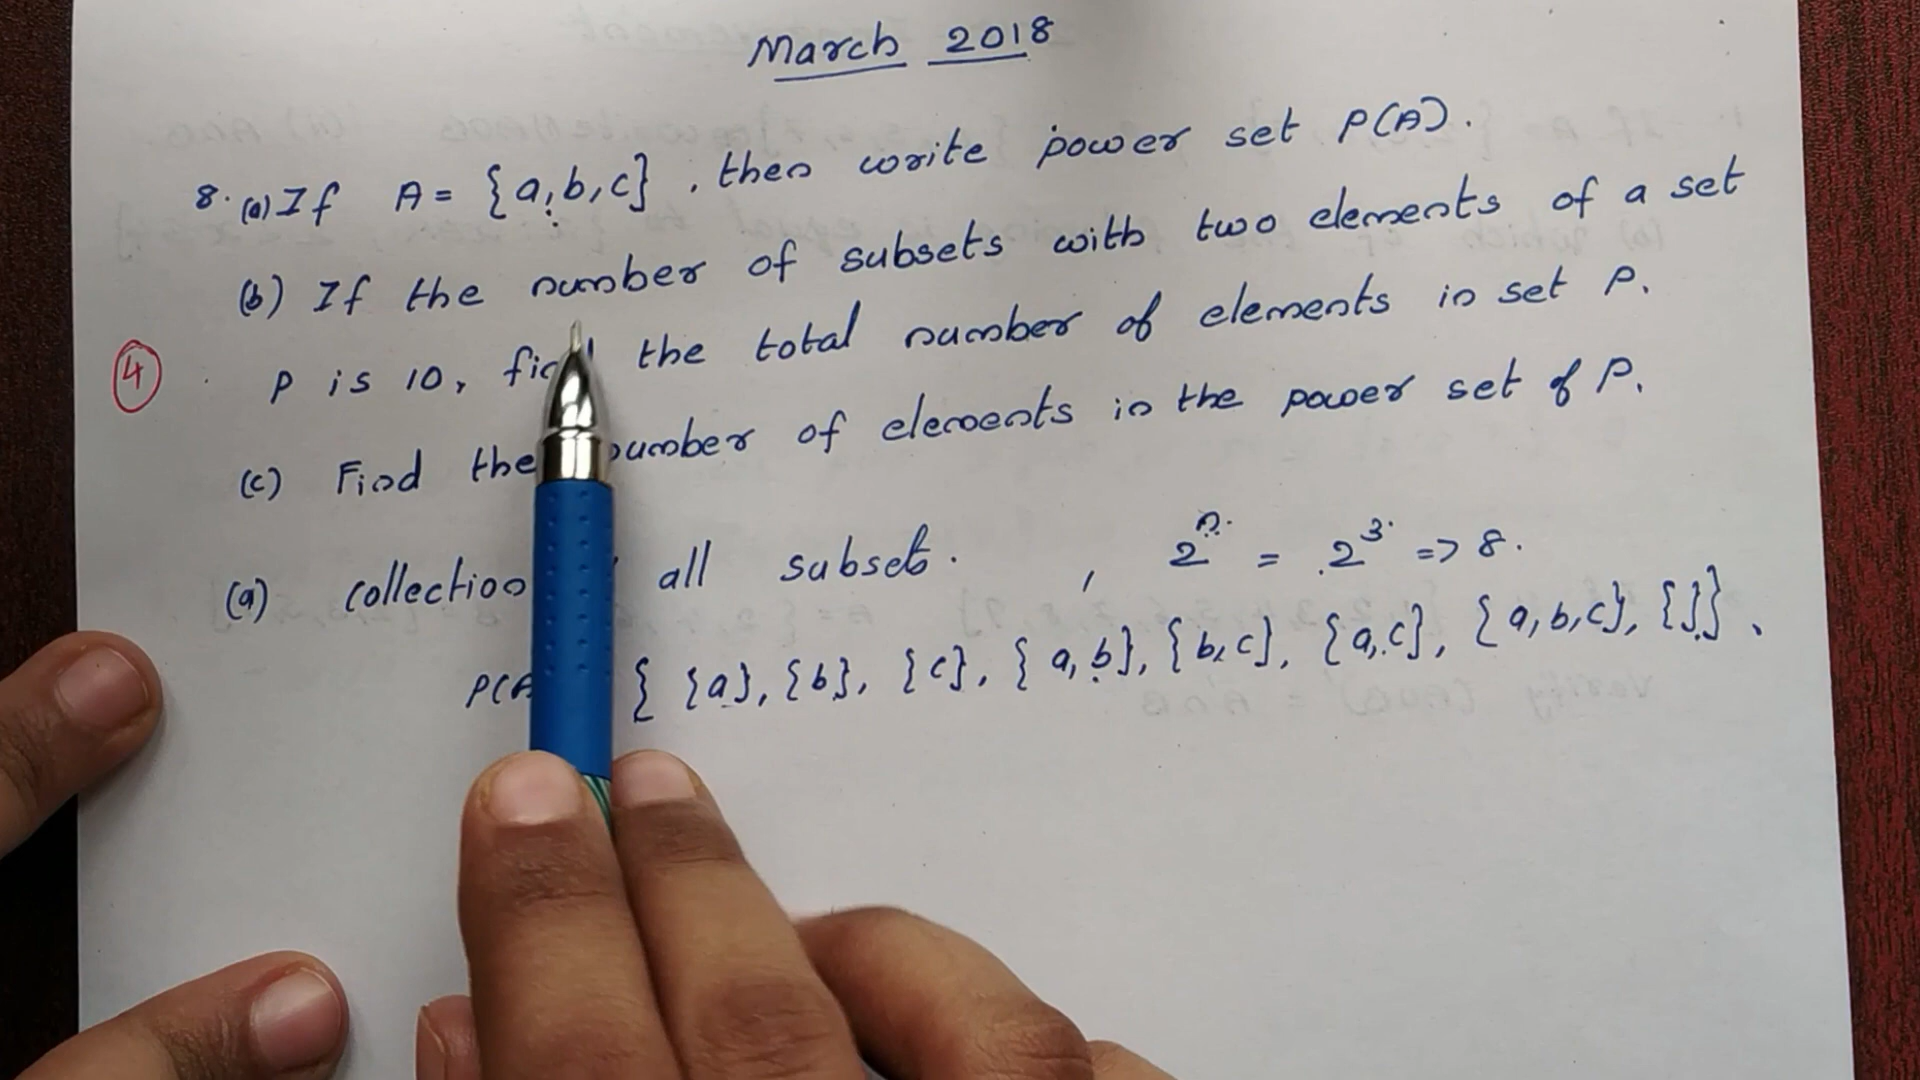 March 2018
8. (a) If A = {a, b, c}, then write power set P(A).
(b) If the number of subsets with two elements of a set
P is 10, the total number of elements in set P.
④
(c) Find the number of elements in the power set of P.
(a) collection all subsets. , 2ⁿ = 2³ => 8.
{ {a}, {b}, {c}, {a, b}, {b, c}, {a, c}, {a, b, c}, { } }